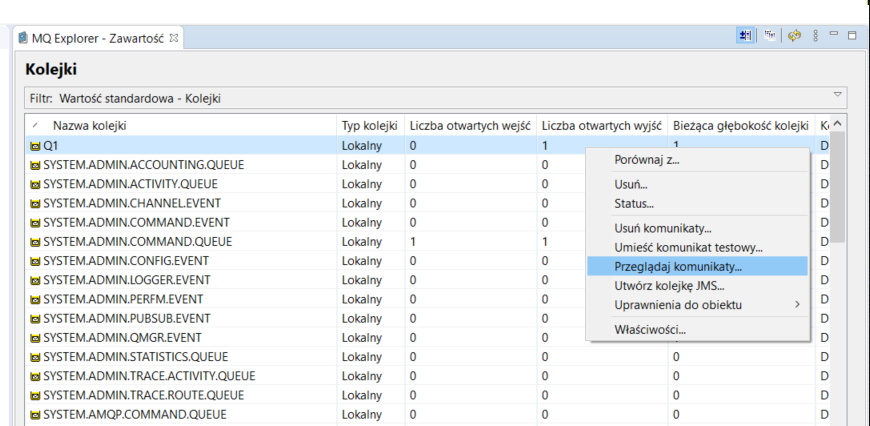 MQ Explorer - Zawartość
Kolejki
Filtr: Wartość standardowa - Kolejki
Nazwa kolejki Typ kolejki Liczba otwartych wejść Liczba otwartych wyjść Bieżąca głębokość kolejki
Q1 Lokalny 0 1 1 D
Porównaj z...
SYSTEM.ADMIN.ACCOUNTING.QUEUE Lokalny 0 0 D
SYSTEM.ADMIN.ACTIVITY.QUEUE Lokalny 0 0 Usuń... D
SYSTEM.ADMIN.CHANNEL.EVENT Lokalny 0 0 Status... D
SYSTEM.ADMIN.COMMAND.EVENT Lokalny 0 0 Usuń komunikaty... D
SYSTEM.ADMIN.COMMAND.QUEUE Lokalny 1 1 Umieść komunikat testowy... D
SYSTEM.ADMIN.CONFIG.EVENT Lokalny 0 0 Przeglądaj komunikaty... D
SYSTEM.ADMIN.LOGGER.EVENT Lokalny 0 0 Utwórz kolejkę JMS... D
SYSTEM.ADMIN.PERFM.EVENT Lokalny 0 0 Uprawnienia do obiektu D
SYSTEM.ADMIN.PUBSUB.EVENT Lokalny 0 0 D
Właściwości...
SYSTEM.ADMIN.QMGR.EVENT Lokalny 0 0 D
SYSTEM.ADMIN.STATISTICS.QUEUE Lokalny 0 0 0 D
SYSTEM.ADMIN.TRACE.ACTIVITY.QUEUE Lokalny 0 0 0 D
SYSTEM.ADMIN.TRACE.ROUTE.QUEUE Lokalny 0 0 0 D
SYSTEM.AMQP.COMMAND.QUEUE Lokalny 0 0 0 D